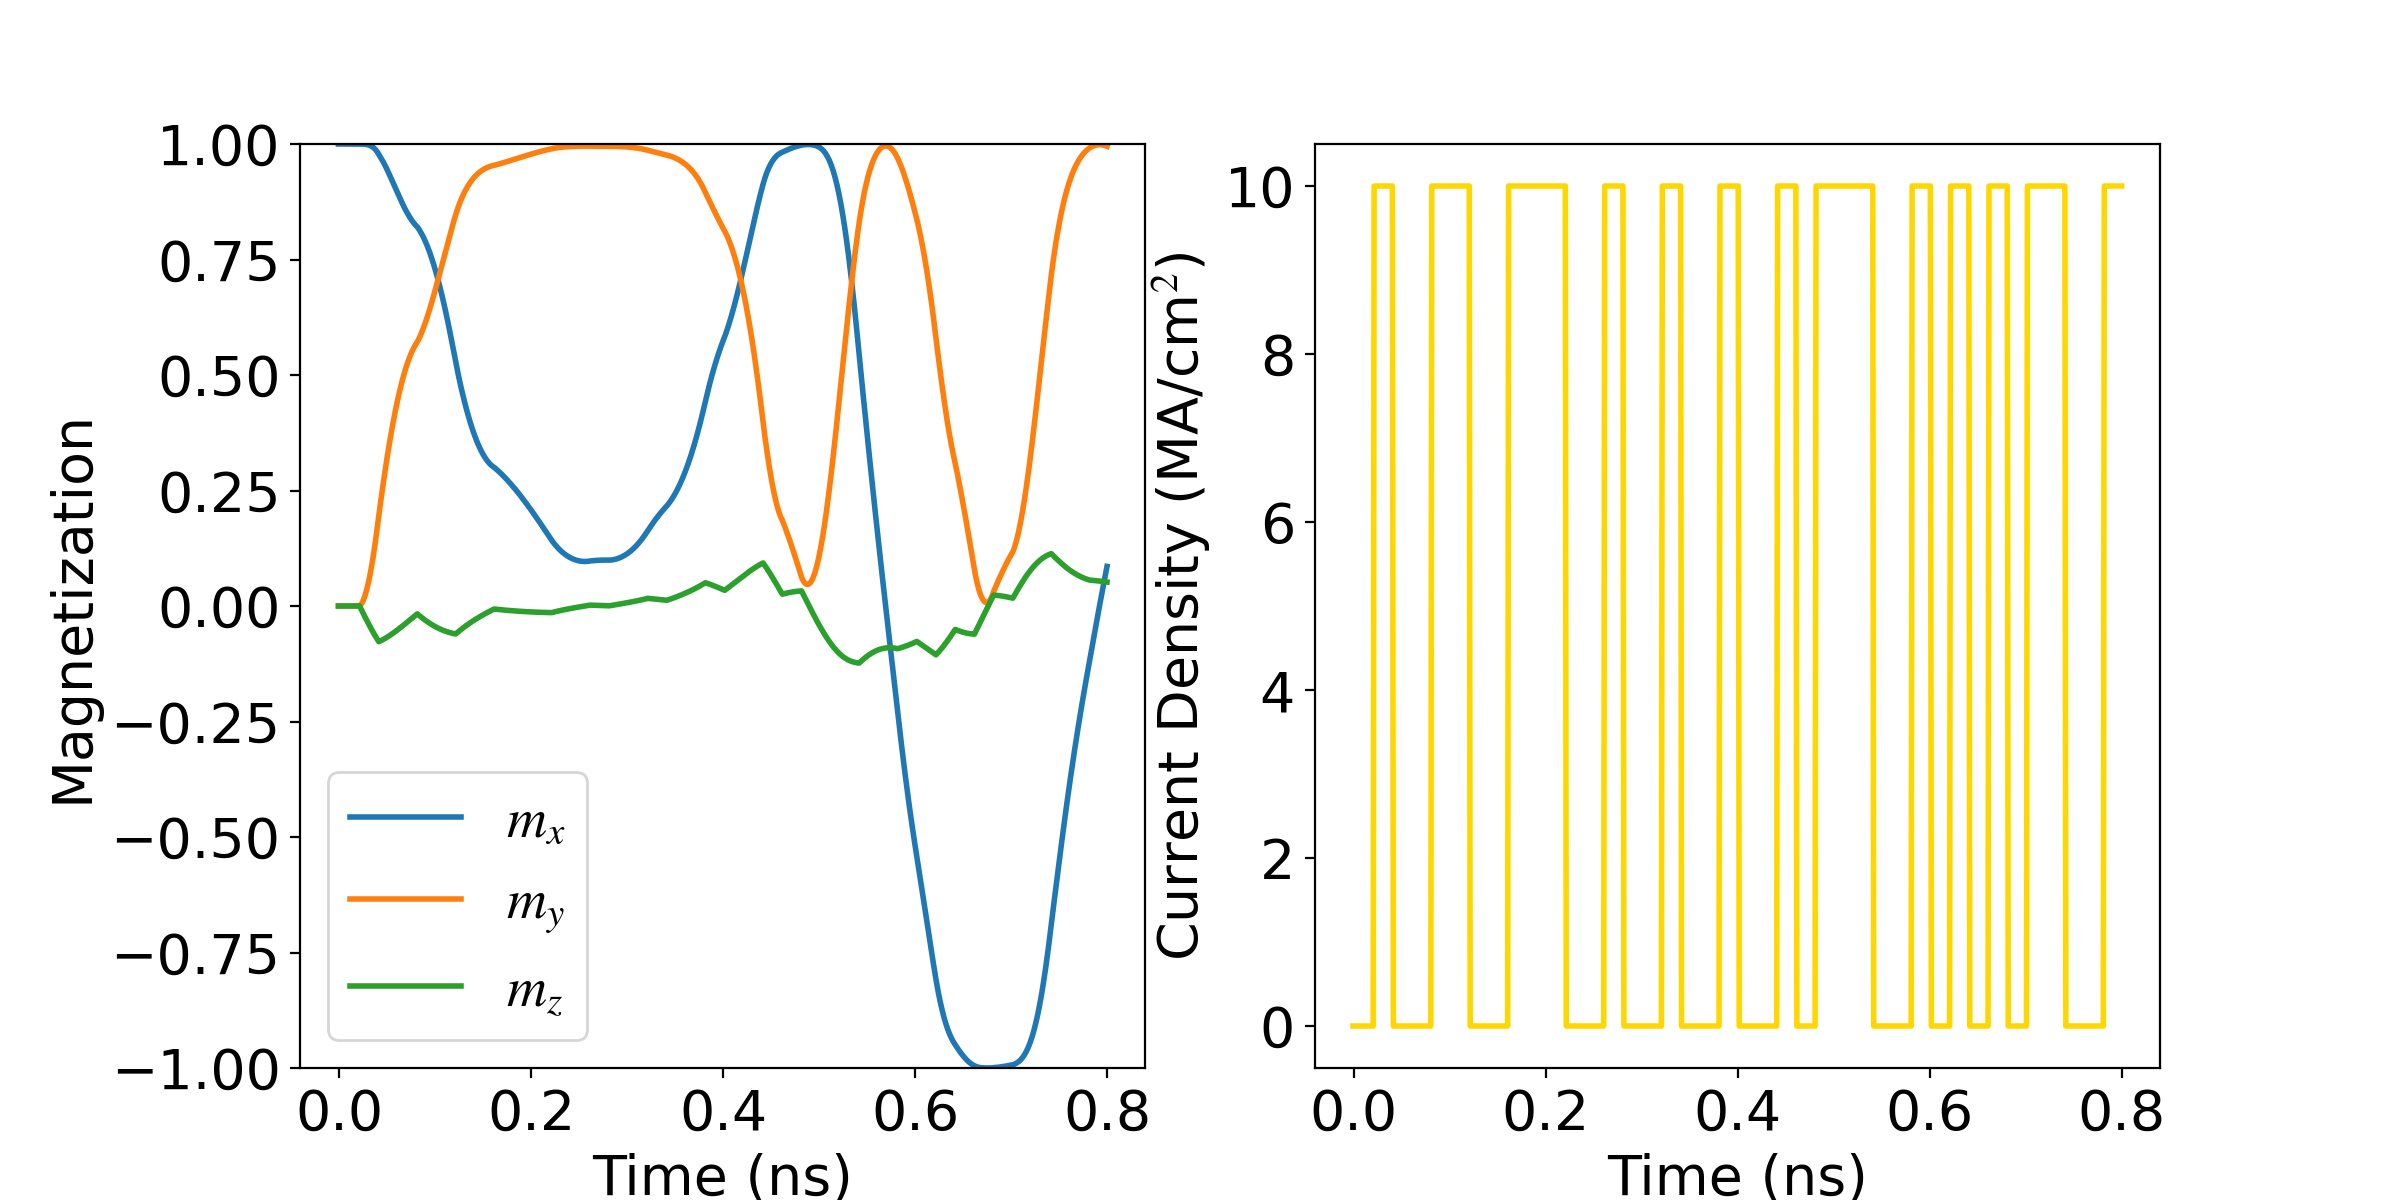 1.00
0.75
0.50
0.25
0.00
−0.25
−0.50
−0.75
−1.00
Magnetization
m_x
m_y
m_z
0.0 0.2 0.4 0.6 0.8
Time (ns)
10
8
6
4
2
0
Current Density (MA/cm²)
0.0 0.2 0.4 0.6 0.8
Time (ns)